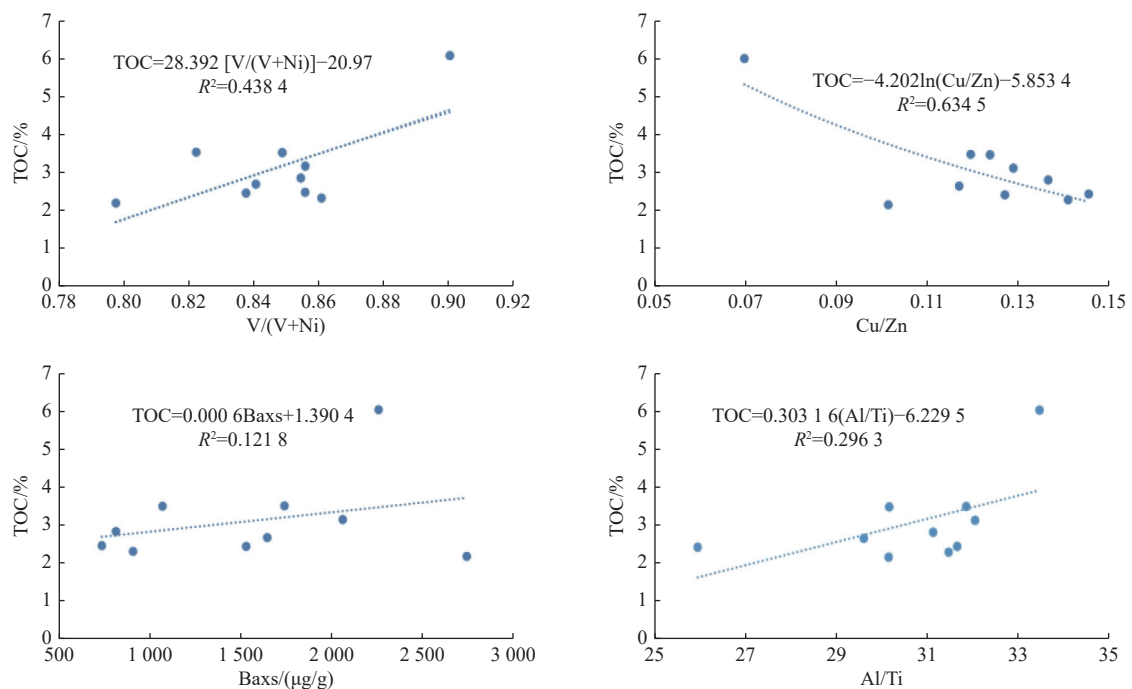 TOC=28.392 [V/(V+Ni)]−20.97
R²=0.438 4
TOC/%
7
6
5
4
3
2
1
0
0.78 0.80 0.82 0.84 0.86 0.88 0.90 0.92
V/(V+Ni)
TOC=−4.202ln(Cu/Zn)−5.853 4
R²=0.634 5
TOC/%
7
6
5
4
3
2
1
0
0.05 0.07 0.09 0.11 0.13 0.15
Cu/Zn
TOC=0.000 6Baxs+1.390 4
R²=0.121 8
TOC/%
7
6
5
4
3
2
1
0
500 1 000 1 500 2 000 2 500 3 000
Baxs/(μg/g)
TOC=0.303 1 6(Al/Ti)−6.229 5
R²=0.296 3
TOC/%
7
6
5
4
3
2
1
0
25 27 29 31 33 35
Al/Ti